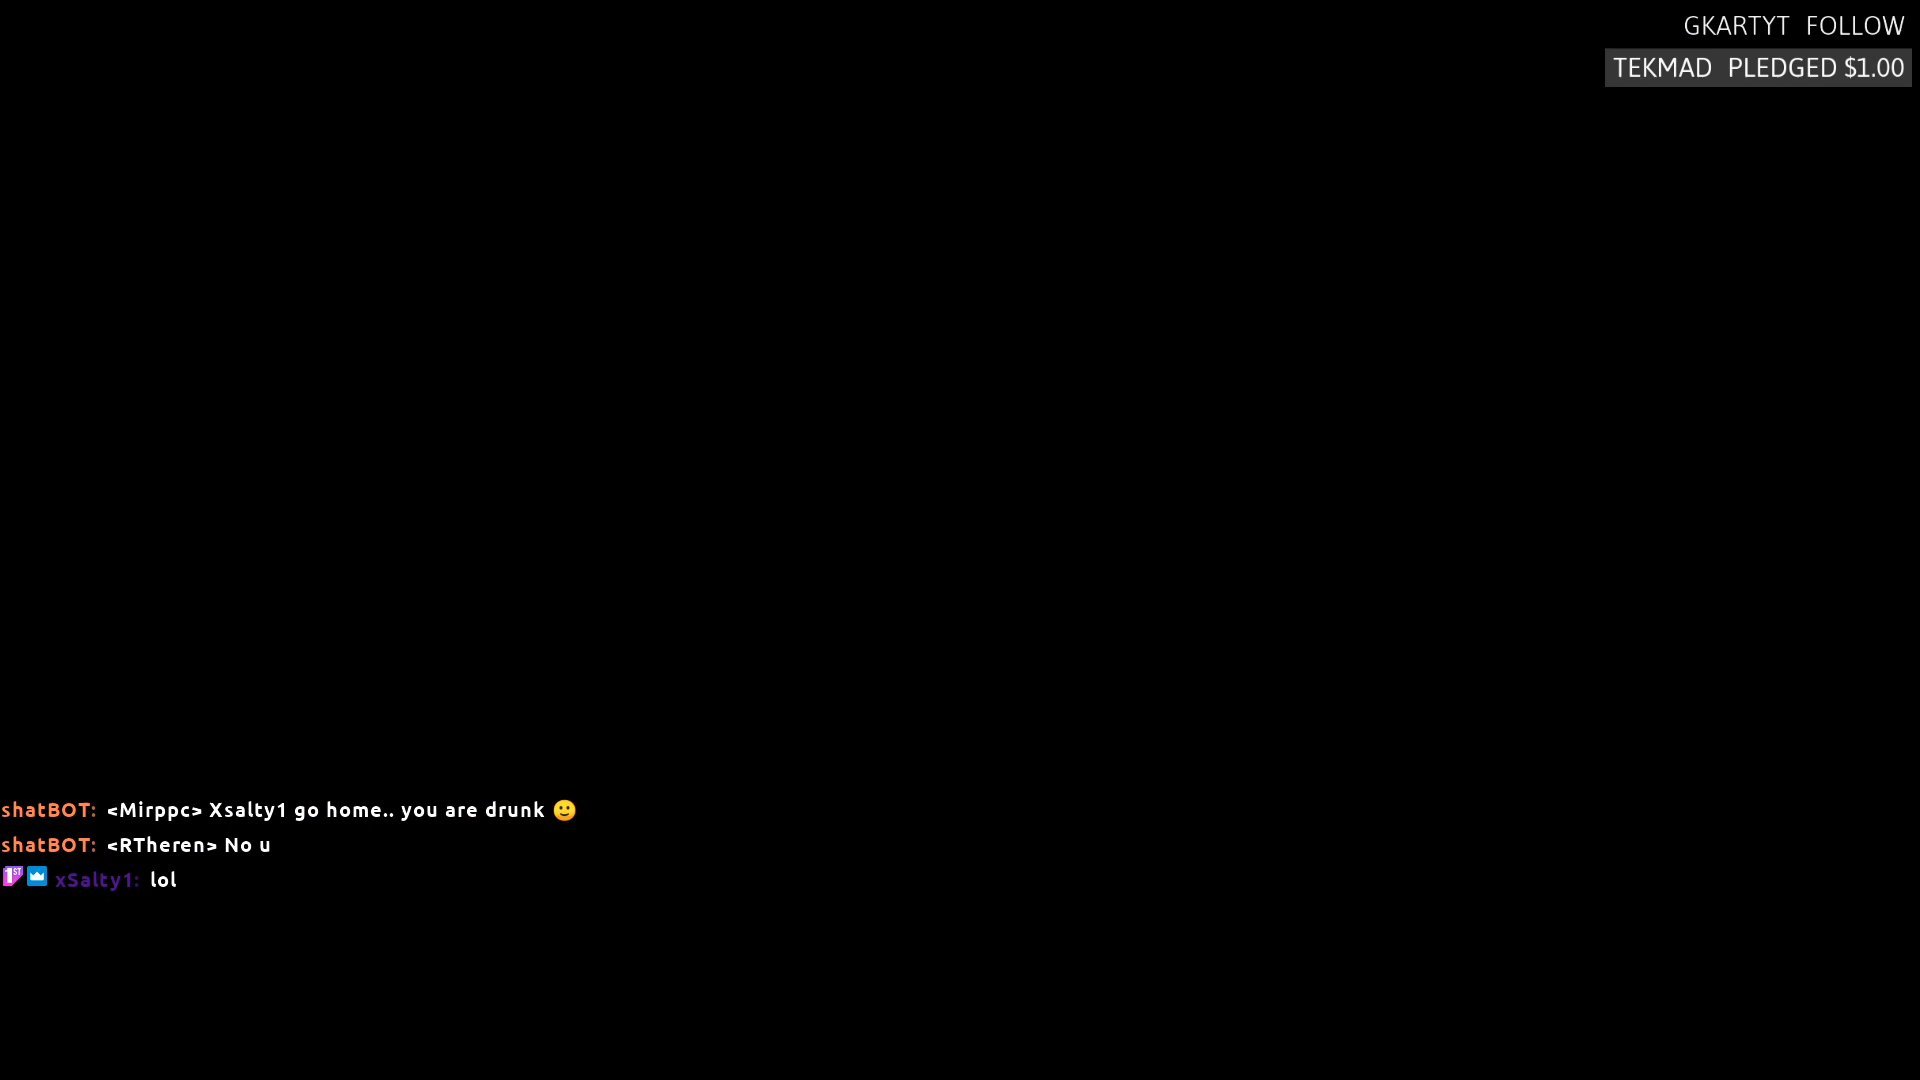 GKARTYT FOLLOW
TEKMAD PLEDGED $1.00
shatBOT: <Mirppc> Xsalty1 go home.. you are drunk 🙂
shatBOT: <RTheren> No u
1ST xSalty1: lol